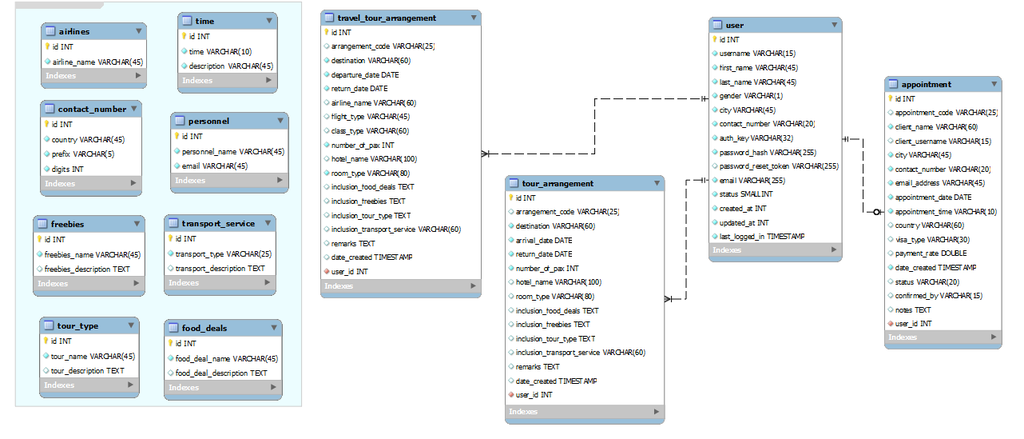 airlines
id INT
airline_name VARCHAR(45)
Indexes
time
id INT
time VARCHAR(10)
description VARCHAR(45)
Indexes
contact_number
id INT
country VARCHAR(45)
prefix VARCHAR(5)
digits INT
Indexes
personnel
id INT
personnel_name VARCHAR(45)
email VARCHAR(45)
Indexes
freebies
id INT
freebies_name VARCHAR(45)
freebies_description TEXT
Indexes
transport_service
id INT
transport_type VARCHAR(25)
transport_description TEXT
Indexes
tour_type
id INT
tour_name VARCHAR(45)
tour_description TEXT
Indexes
food_deals
id INT
food_deal_name VARCHAR(45)
food_deal_description TEXT
Indexes
travel_tour_arrangement
id INT
arrangement_code VARCHAR(25)
destination VARCHAR(60)
departure_date DATE
return_date DATE
airline_name VARCHAR(60)
flight_type VARCHAR(45)
class_type VARCHAR(60)
number_of_pax INT
hotel_name VARCHAR(100)
room_type VARCHAR(80)
inclusion_food_deals TEXT
inclusion_freebies TEXT
inclusion_tour_type TEXT
inclusion_transport_service VARCHAR(60)
remarks TEXT
date_created TIMESTAMP
user_id INT
Indexes
tour_arrangement
id INT
arrangement_code VARCHAR(25)
destination VARCHAR(60)
arrival_date DATE
return_date DATE
number_of_pax INT
hotel_name VARCHAR(100)
room_type VARCHAR(80)
inclusion_food_deals TEXT
inclusion_freebies TEXT
inclusion_tour_type TEXT
inclusion_transport_service VARCHAR(60)
remarks TEXT
date_created TIMESTAMP
user_id INT
Indexes
user
id INT
username VARCHAR(15)
first_name VARCHAR(45)
last_name VARCHAR(45)
gender VARCHAR(1)
city VARCHAR(45)
contact_number VARCHAR(20)
auth_key VARCHAR(32)
password_hash VARCHAR(255)
password_reset_token VARCHAR(255)
email VARCHAR(255)
status SMALLINT
created_at INT
updated_at INT
last_logged_in TIMESTAMP
Indexes
appointment
id INT
appointment_code VARCHAR(25)
client_name VARCHAR(60)
client_username VARCHAR(15)
city VARCHAR(45)
contact_number VARCHAR(20)
email_address VARCHAR(45)
appointment_date DATE
appointment_time VARCHAR(10)
country VARCHAR(60)
visa_type VARCHAR(30)
payment_rate DOUBLE
date_created TIMESTAMP
status VARCHAR(20)
confirmed_by VARCHAR(15)
notes TEXT
user_id INT
Indexes